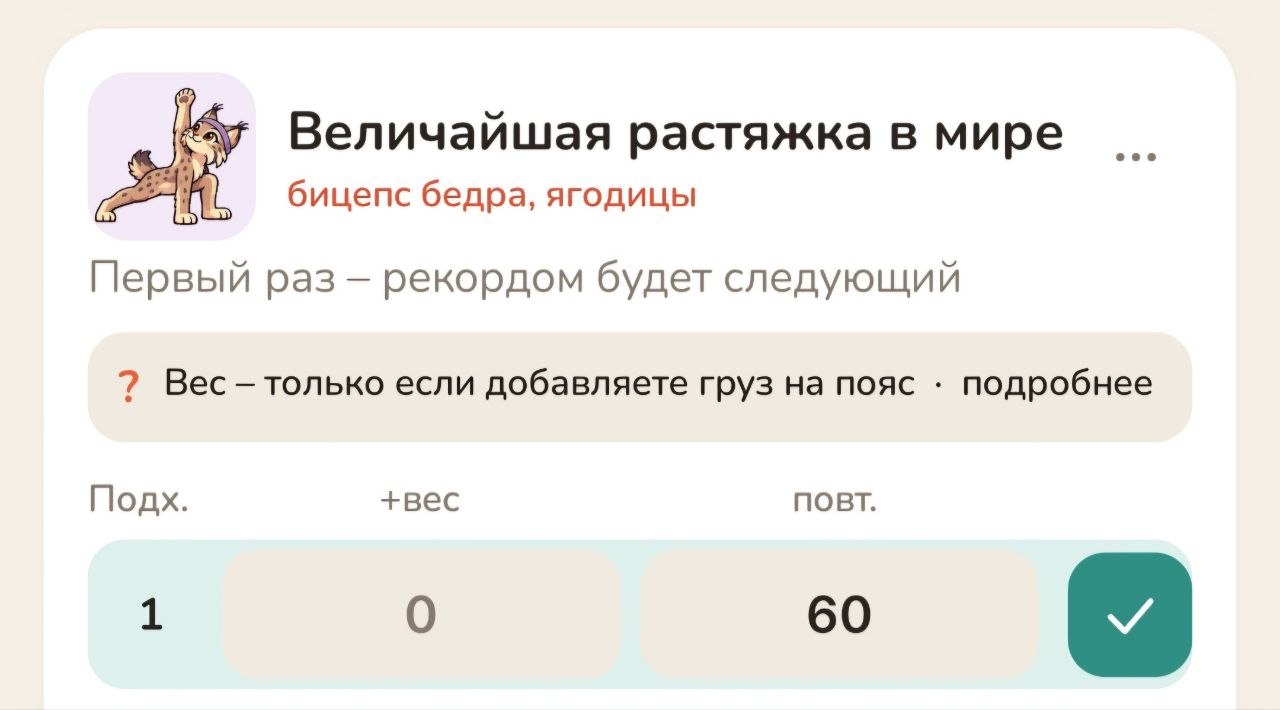 Величайшая растяжка в мире
...
бицепс бедра, ягодицы
Первый раз – рекордом будет следующий
? Вес – только если добавляете груз на пояс · подробнее
Подх. +вес повт.
1 0 60